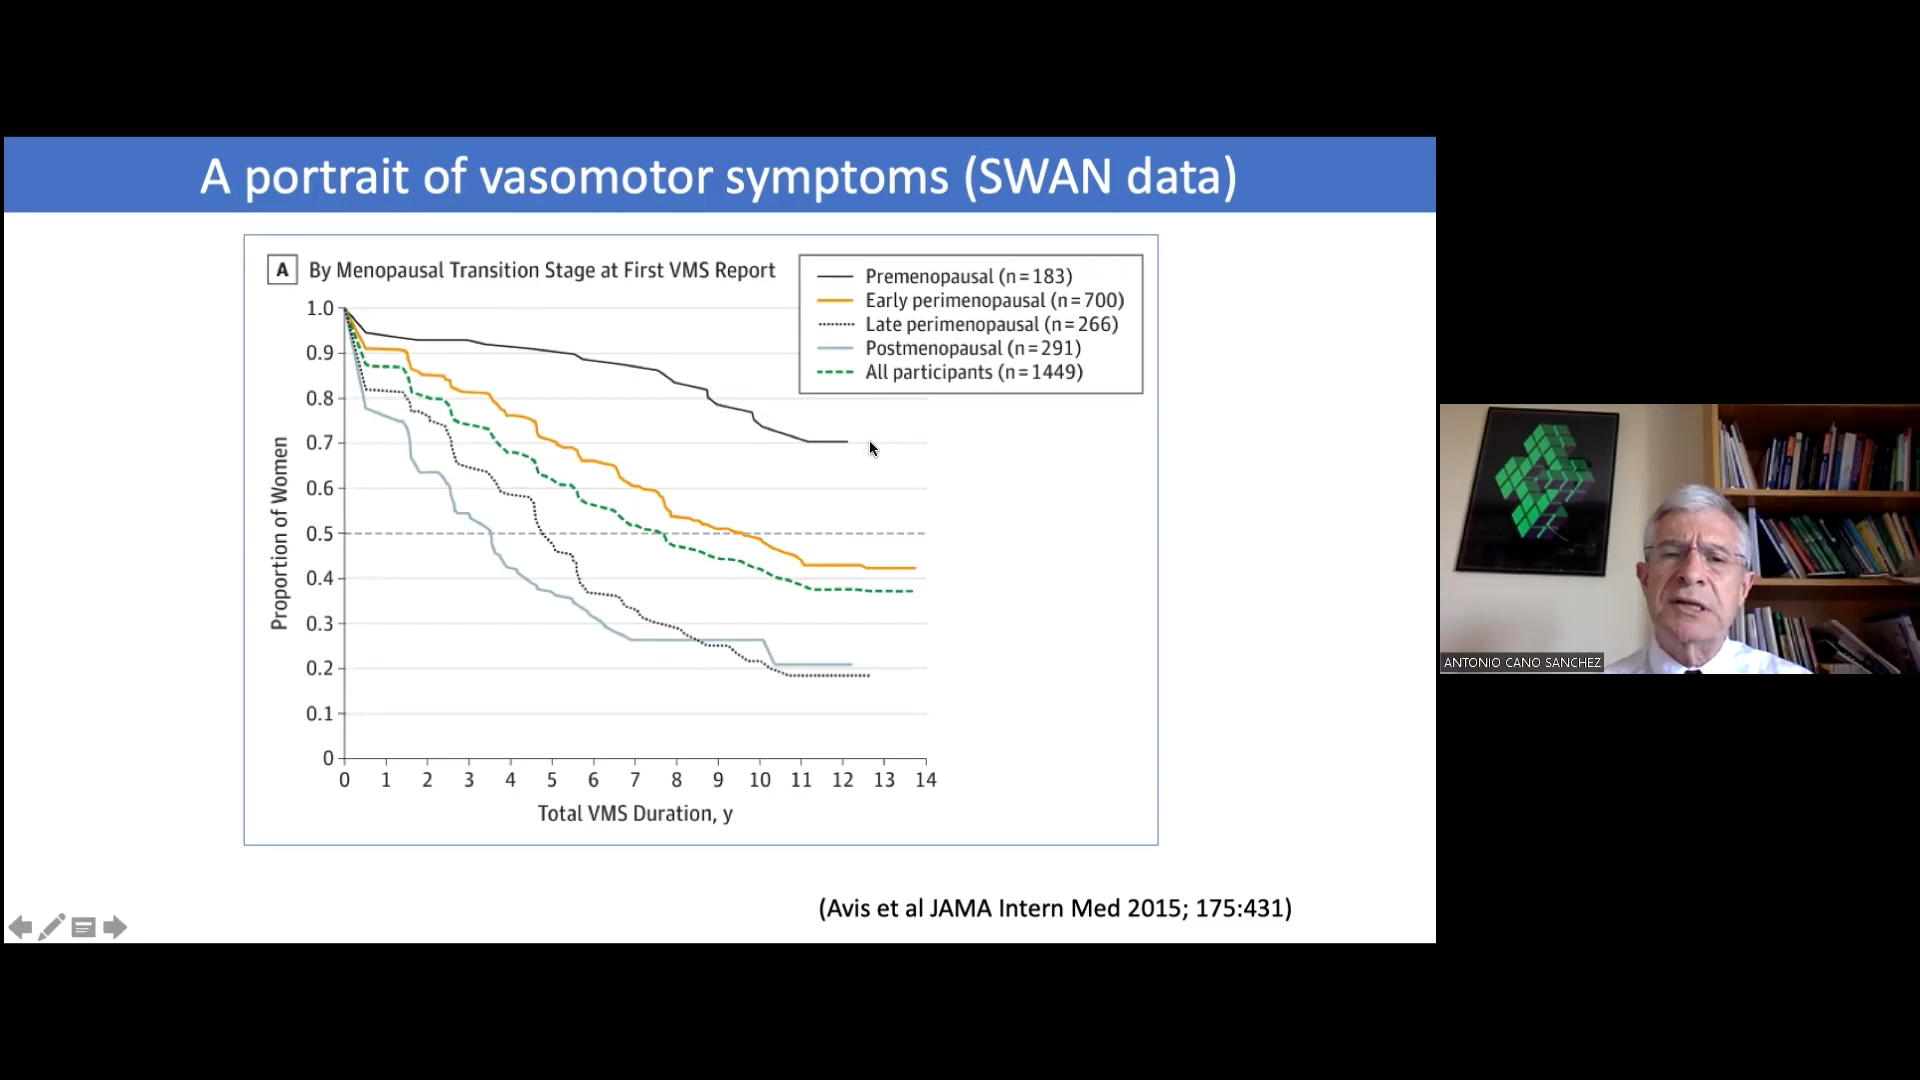 A portrait of vasomotor symptoms (SWAN data)
A By Menopausal Transition Stage at First VMS Report
Premenopausal (n=183)
Early perimenopausal (n=700)
Late perimenopausal (n=266)
Postmenopausal (n=291)
All participants (n=1449)
1.0
0.9
0.8
0.7
0.6
0.5
0.4
0.3
0.2
0.1
0
Proportion of Women
0 1 2 3 4 5 6 7 8 9 10 11 12 13 14
Total VMS Duration, y
(Avis et al JAMA Intern Med 2015; 175:431)
ANTONIO CANO SANCHEZ